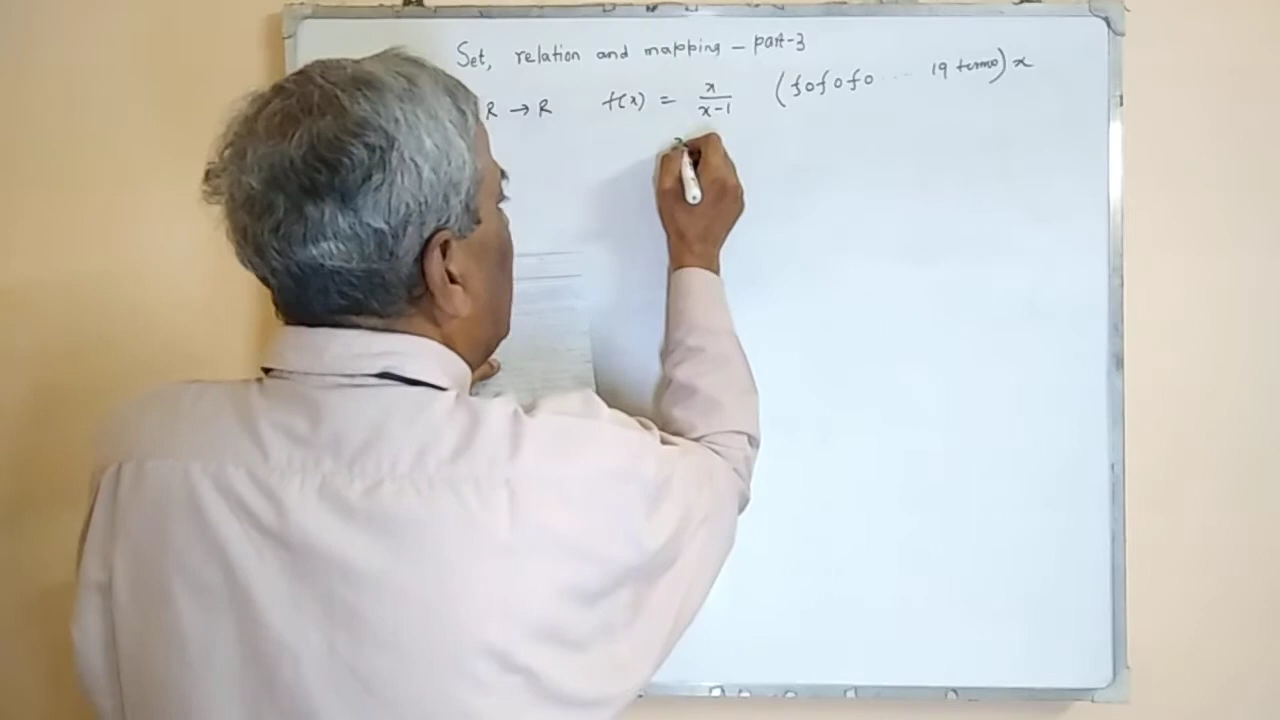 Set, relation and mapping - part-3
R → R f(x) = x/(x-1) (fofofo .... 19 terms) x